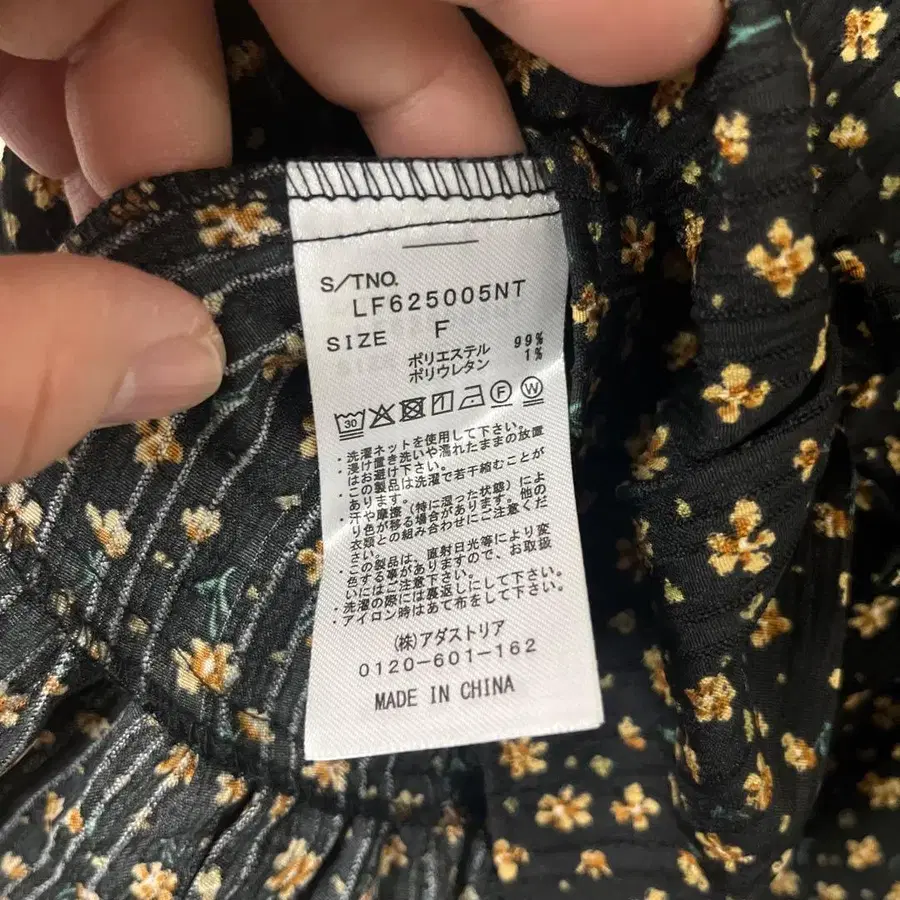 S/TNO.
LF625005NT
SIZE F
ポリエステル 99%
ポリウレタン 1%
30 F W
・洗濯ネットを使用して下さい。
・浸け置き洗いや濡れたままの放置
はお避け下さい。
・この製品は洗濯で若干縮むことが
あります。
・汗や摩擦（特に湿った状態）によ
り色が移る場合があります。他の
衣類との組み合わせにご注意くだ
さい。
・この製品は、直射日光等により変
色する事がありますので、お取扱
いにはご注意下さい。
・洗濯の際には裏返しにして下さい。
・アイロン時はあて布をして下さい。
（株）アダストリア
0120-601-162
MADE IN CHINA